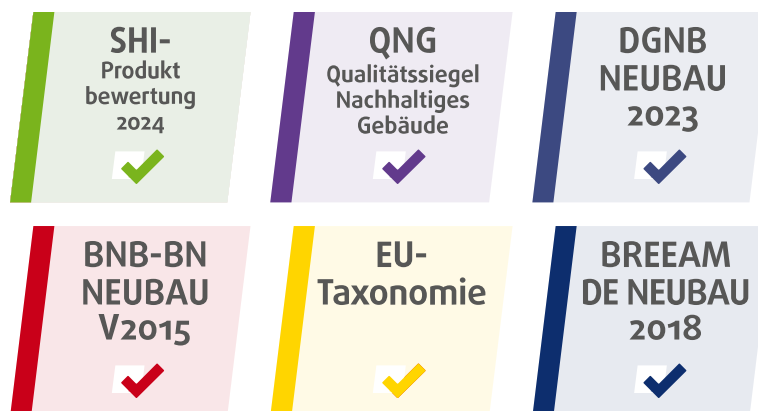 SHI-
Produkt
bewertung
2024
QNG
Qualitätssiegel
Nachhaltiges
Gebäude
DGNB
NEUBAU
2023
BNB-BN
NEUBAU
V2015
EU-
Taxonomie
BREEAM
DE NEUBAU
2018